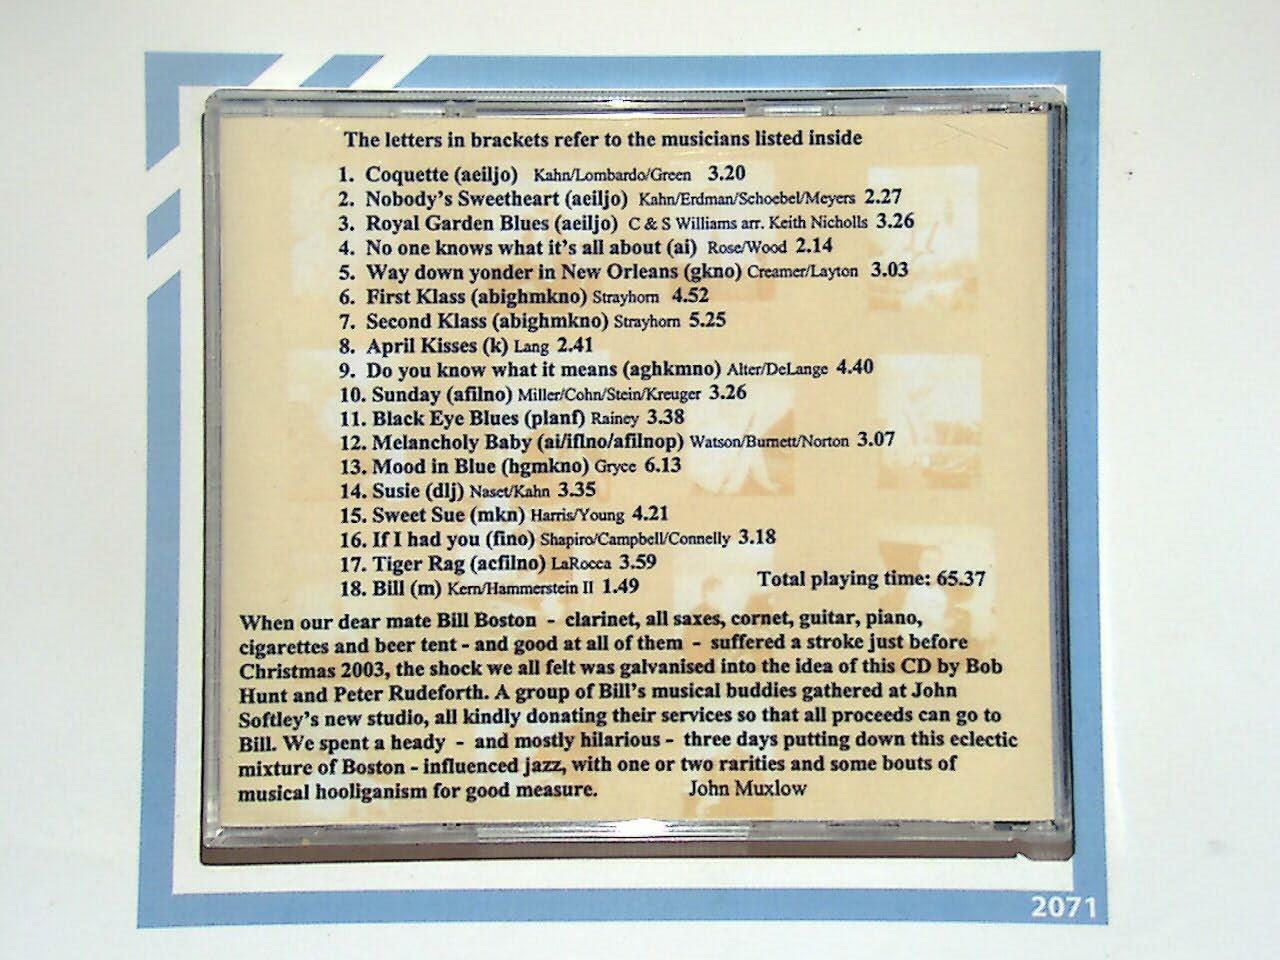 The letters in brackets refer to the musicians listed inside
1. Coquette (aeiljo) Kahn/Lombardo/Green 3.20
2. Nobody's Sweetheart (aeiljo) Kahn/Erdman/Schoebel/Meyers 2.27
3. Royal Garden Blues (aeiljo) C & S Williams arr. Keith Nicholls 3.26
4. No one knows what it's all about (ai) Rose/Wood 2.14
5. Way down yonder in New Orleans (gkno) Creamer/Layton 3.03
6. First Klass (abighmkno) Strayhorn 4.52
7. Second Klass (abighmkno) Strayhorn 5.25
8. April Kisses (k) Lang 2.41
9. Do you know what it means (aghkmno) Alter/DeLange 4.40
10. Sunday (afilno) Miller/Cohn/Stein/Kreuger 3.26
11. Black Eye Blues (planf) Rainey 3.38
12. Melancholy Baby (ai/iflno/afilnop) Watson/Burnett/Norton 3.07
13. Mood in Blue (hgmkno) Gryce 6.13
14. Susie (dlj) Naset/Kahn 3.35
15. Sweet Sue (mkn) Harris/Young 4.21
16. If I had you (fino) Shapiro/Campbell/Connelly 3.18
17. Tiger Rag (acfilno) LaRocca 3.59
18. Bill (m) Kern/Hammerstein II 1.49
Total playing time: 65.37
When our dear mate Bill Boston - clarinet, all saxes, cornet, guitar, piano,
cigarettes and beer tent - and good at all of them - suffered a stroke just before
Christmas 2003, the shock we all felt was galvanised into the idea of this CD by Bob
Hunt and Peter Rudeforth. A group of Bill's musical buddies gathered at John
Softley's new studio, all kindly donating their services so that all proceeds can go to
Bill. We spent a heady - and mostly hilarious - three days putting down this eclectic
mixture of Boston - influenced jazz, with one or two rarities and some bouts of
musical hooliganism for good measure. John Muxlow
2071